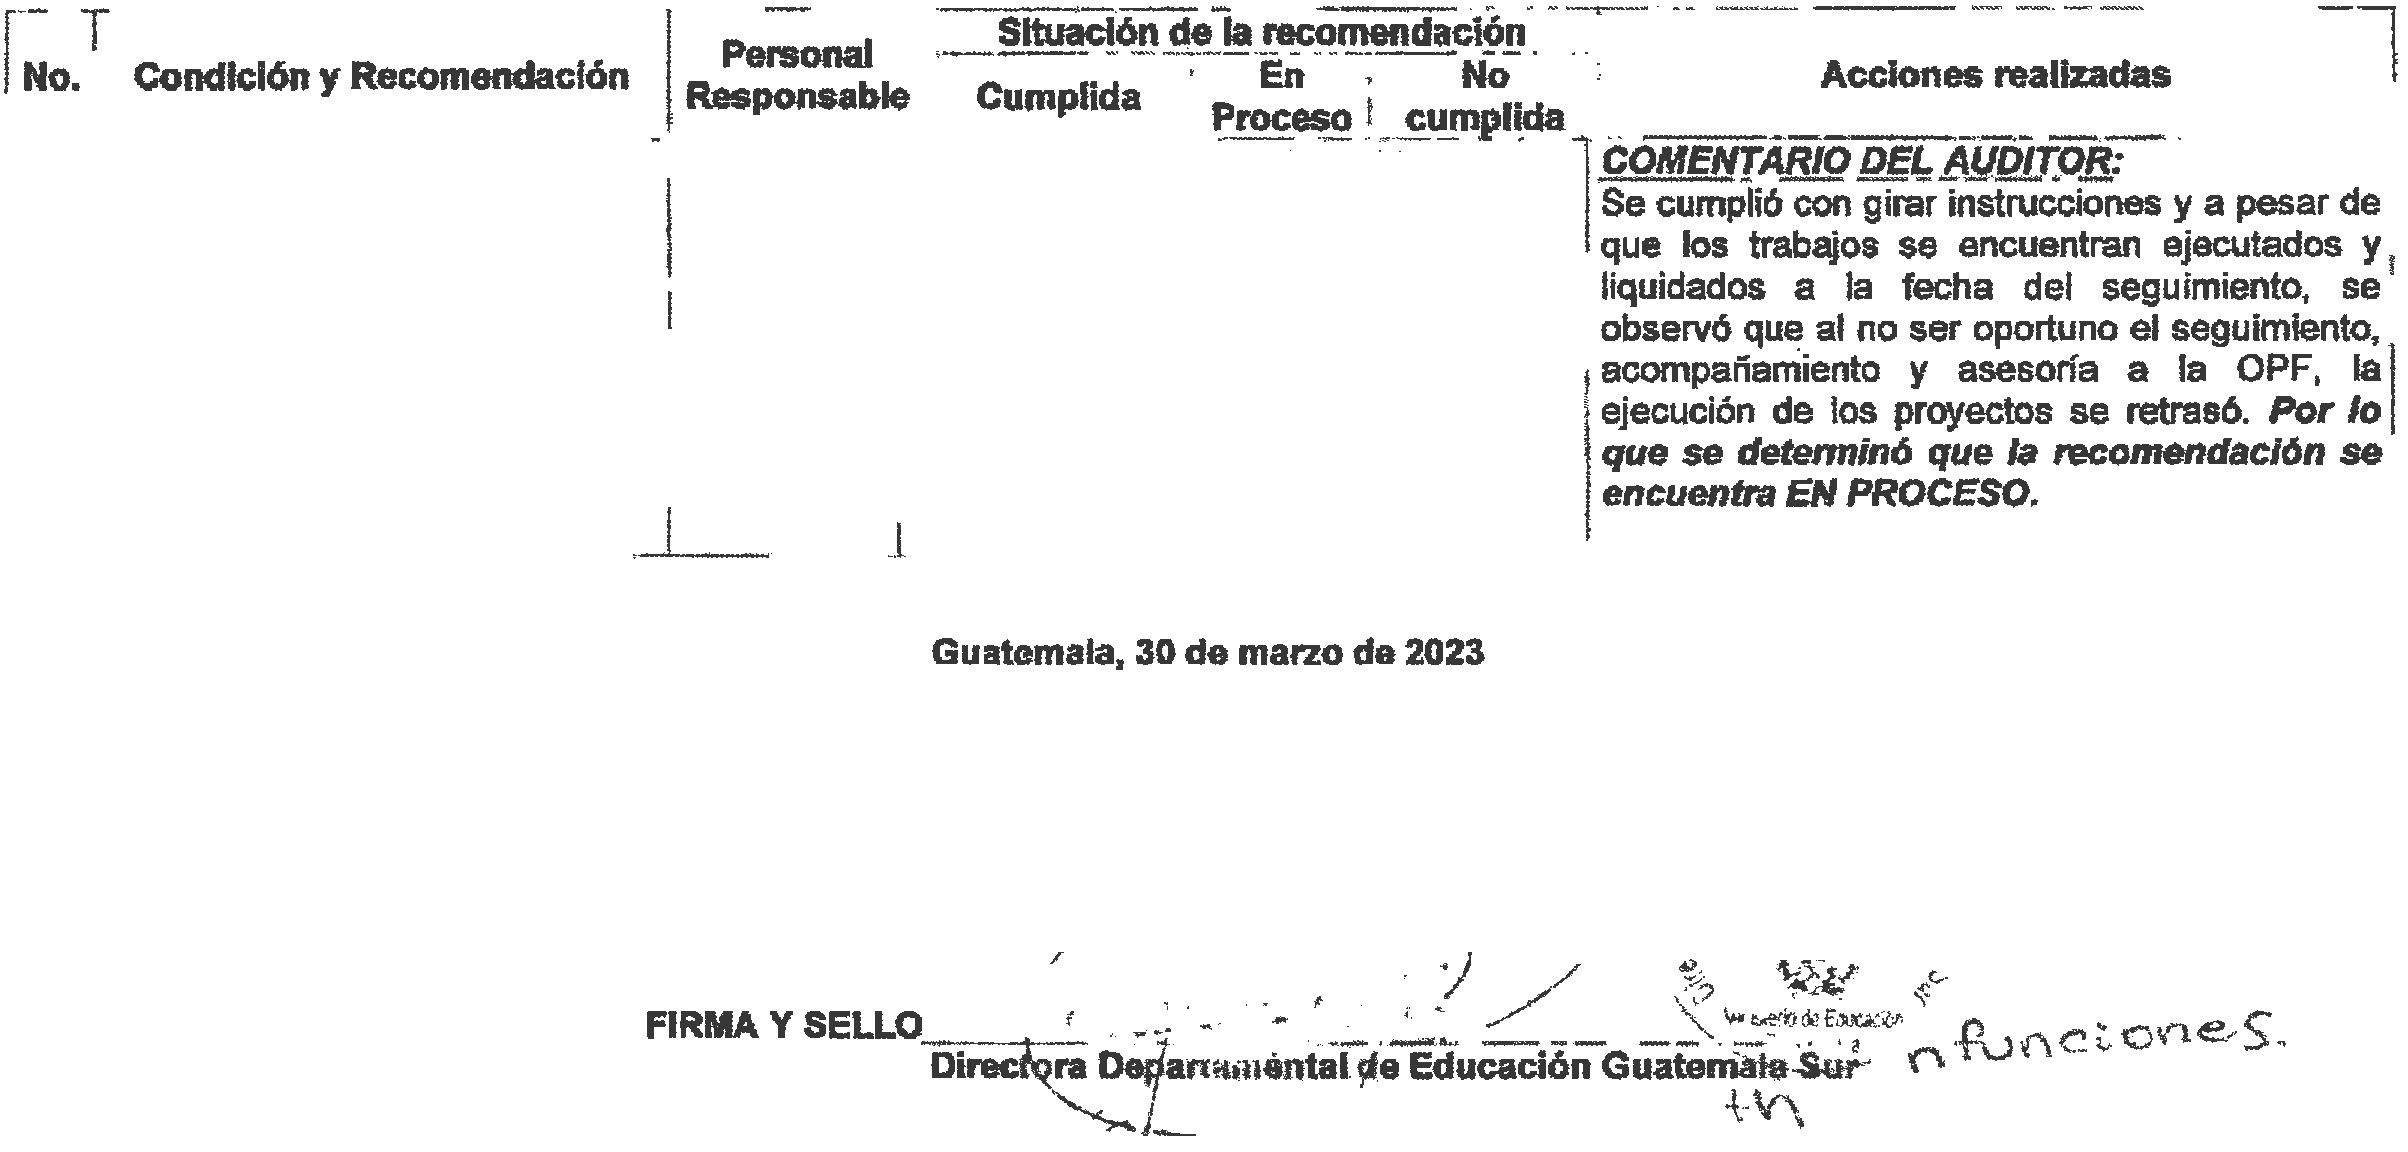 Situación de la recomendación
No. Condición y Recomendación Personal Responsable Cumplida En Proceso No cumplida Acciones realizadas
COMENTARIO DEL AUDITOR:
Se cumplió con girar instrucciones y a pesar de
que los trabajos se encuentran ejecutados y
liquidados a la fecha del seguimiento, se
observó que al no ser oportuno el seguimiento,
acompañamiento y asesoría a la OPF, la
ejecución de los proyectos se retrasó. Por lo
que se determinó que la recomendación se
encuentra EN PROCESO.
Guatemala, 30 de marzo de 2023
de Educación
FIRMA Y SELLO
nfunciones.
Directora Departamental de Educación Guatemala Sur